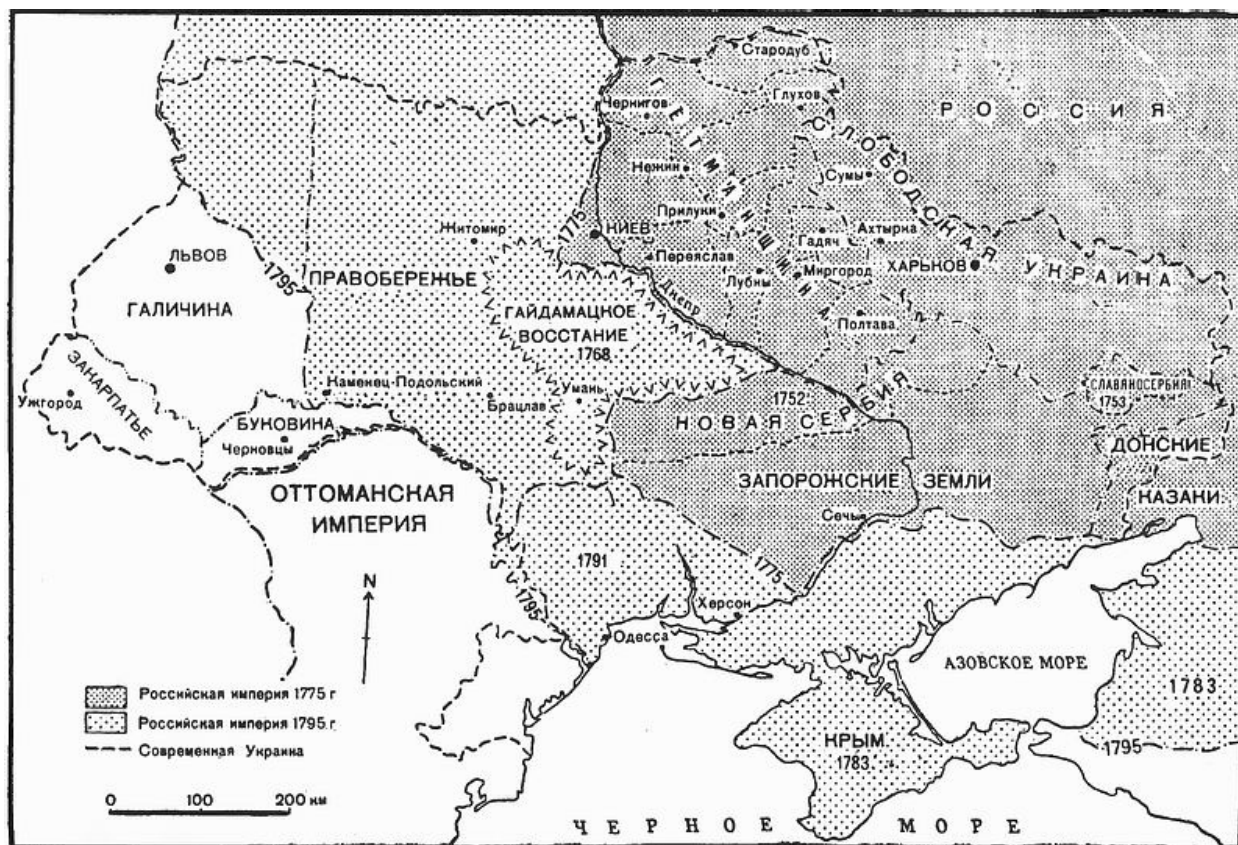 Стародуб
Чернигов
Глухов
РОССИЯ
ГЕТМАНЩИНА
СЛОБОДСКАЯ УКРАИНА
Нежин
Сумы
Прилуки
Житомир
1775
КИЕВ
Гадяч
Ахтырка
ЛЬВОВ
Переяслав
Лубны
Миргород
ХАРЬКОВ
1795
ПРАВОБЕРЕЖЬЕ
Днепр
ГАЛИЧИНА
ГАЙДАМАЦКОЕ
ВОССТАНИЕ
1768
Полтава
ЗАКАРПАТЬЕ
Ужгород
Каменец-Подольский
Брацлав
Умань
1752
СЛАВЯНОСЕРБИЯ
1753
БУКОВИНА
Черновцы
НОВАЯ СЕРБИЯ
ДОНСКИЕ
КАЗАКИ
ОТТОМАНСКАЯ
ИМПЕРИЯ
ЗАПОРОЖСКИЕ ЗЕМЛИ
Сечь
1791
1775
N
1795
Херсон
Одесса
АЗОВСКОЕ МОРЕ
1783
Российская империя 1775 г
Российская империя 1795 г.
Современная Украина
КРЫМ
1783
1795
0 100 200 км
ЧЕРНОЕ МОРЕ